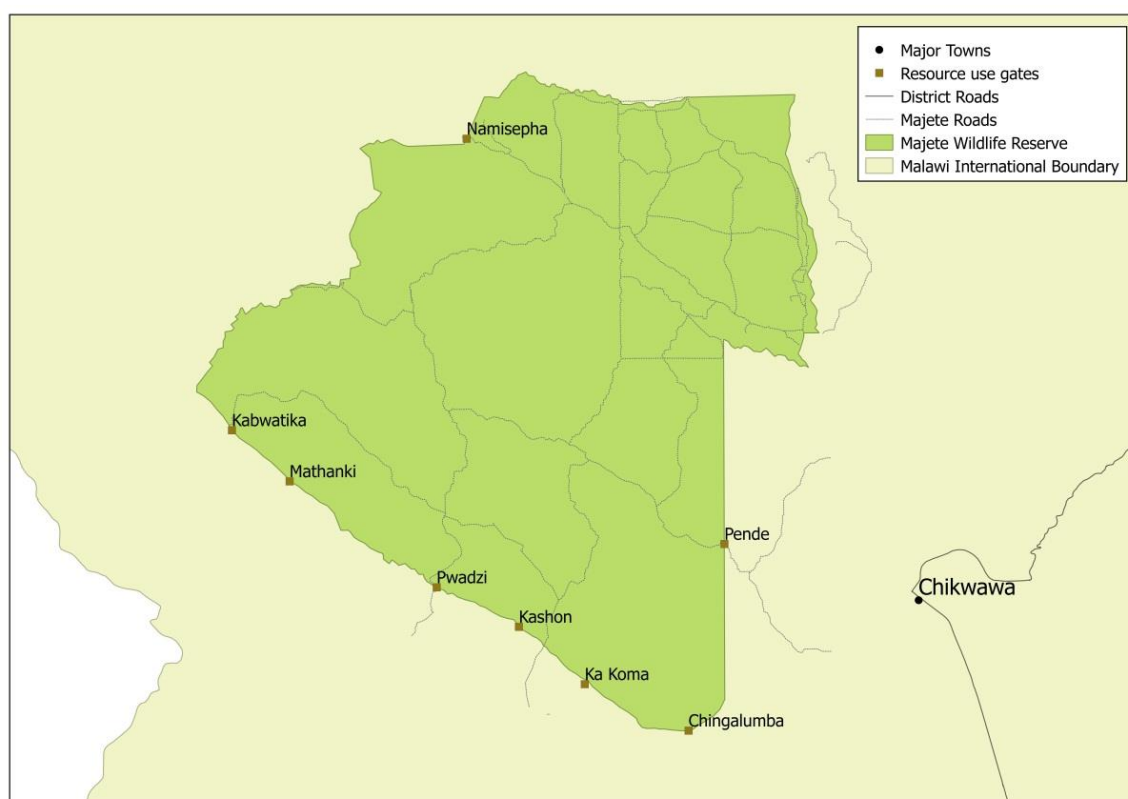 Major Towns
Resource use gates
District Roads
Majete Roads
Majete Wildlife Reserve
Malawi International Boundary
Namisepha
Kabwatika
Mathanki
Pende
Pwadzi
Chikwawa
Kashon
Ka Koma
Chingalumba